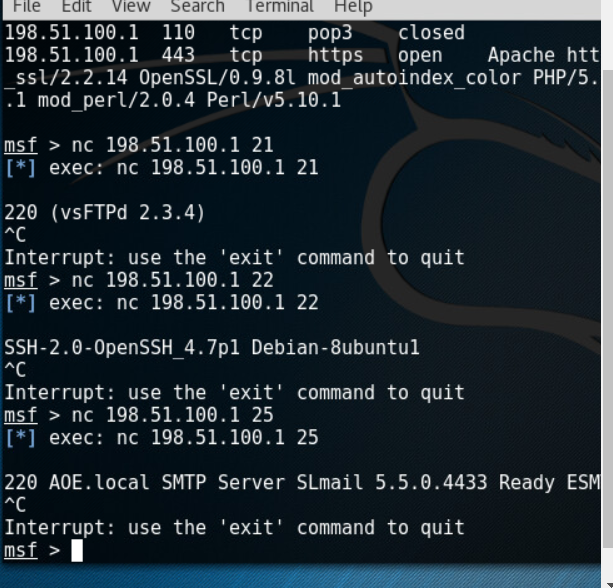 File Edit View Search Terminal Help
198.51.100.1 110 tcp pop3 closed
198.51.100.1 443 tcp https open Apache htt
_ssl/2.2.14 OpenSSL/0.9.8l mod_autoindex_color PHP/5.
.1 mod_perl/2.0.4 Perl/v5.10.1
msf > nc 198.51.100.1 21
[*] exec: nc 198.51.100.1 21
220 (vsFTPd 2.3.4)
^C
Interrupt: use the 'exit' command to quit
msf > nc 198.51.100.1 22
[*] exec: nc 198.51.100.1 22
SSH-2.0-OpenSSH_4.7p1 Debian-8ubuntu1
^C
Interrupt: use the 'exit' command to quit
msf > nc 198.51.100.1 25
[*] exec: nc 198.51.100.1 25
220 AOE.local SMTP Server SLmail 5.5.0.4433 Ready ESM
^C
Interrupt: use the 'exit' command to quit
msf >